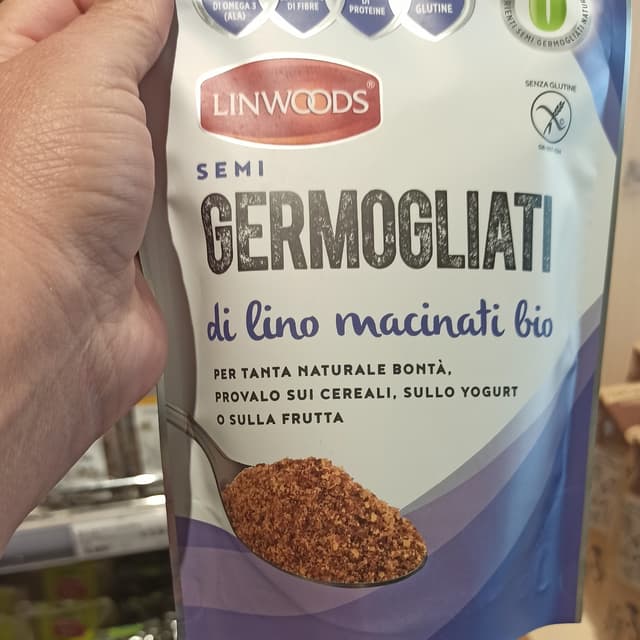 DI OMEGA 3
(ALA)
DI FIBRE
DI
PROTEINE
GLUTINE
LINWOODS®
SENZA GLUTINE
SEMI
GERMOGLIATI
di lino macinati bio
PER TANTA NATURALE BONTÀ,
PROVALO SUI CEREALI, SULLO YOGURT
O SULLA FRUTTA